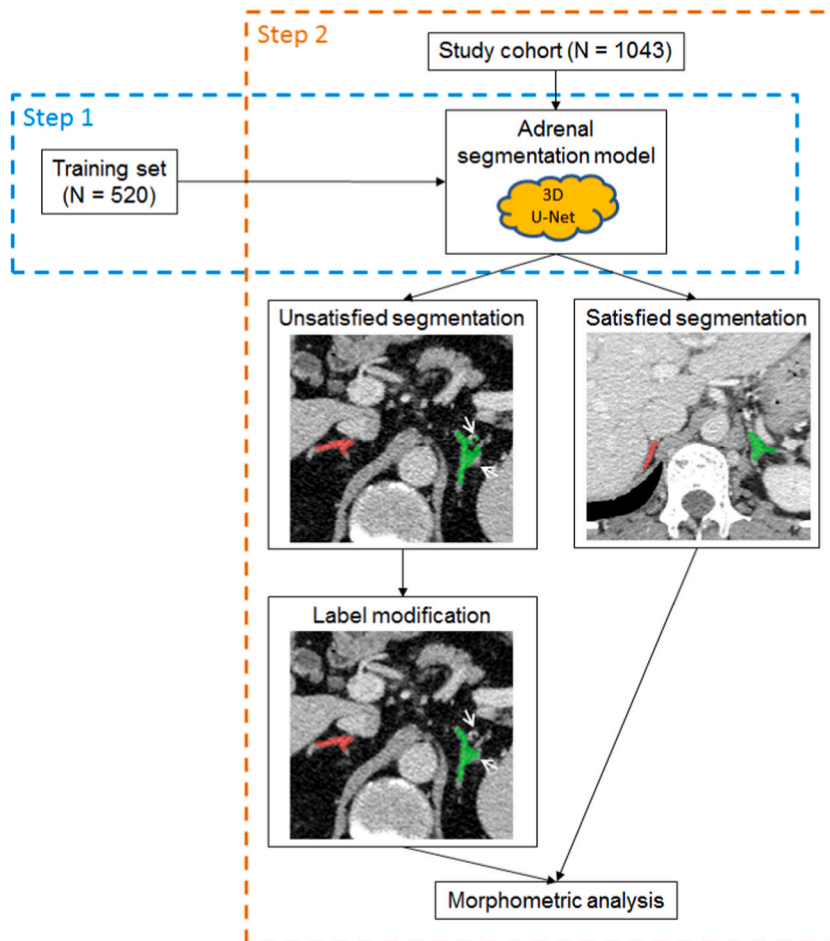 Step 2
Study cohort (N = 1043)
Step 1
Training set
(N = 520)
Adrenal
segmentation model
3D
U-Net
Unsatisfied segmentation
Satisfied segmentation
Label modification
Morphometric analysis